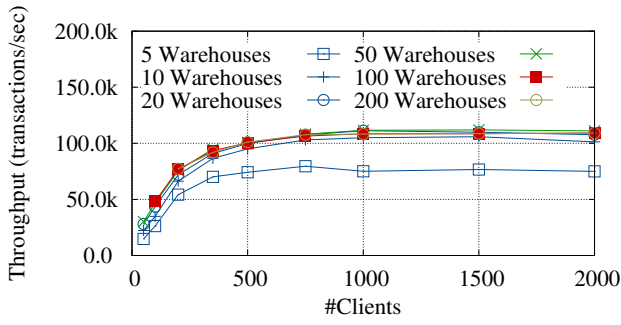 200.0k
150.0k
100.0k
50.0k
0.0
Throughput (transactions/sec)
5 Warehouses 50 Warehouses
10 Warehouses 100 Warehouses
20 Warehouses 200 Warehouses
0 500 1000 1500 2000
#Clients